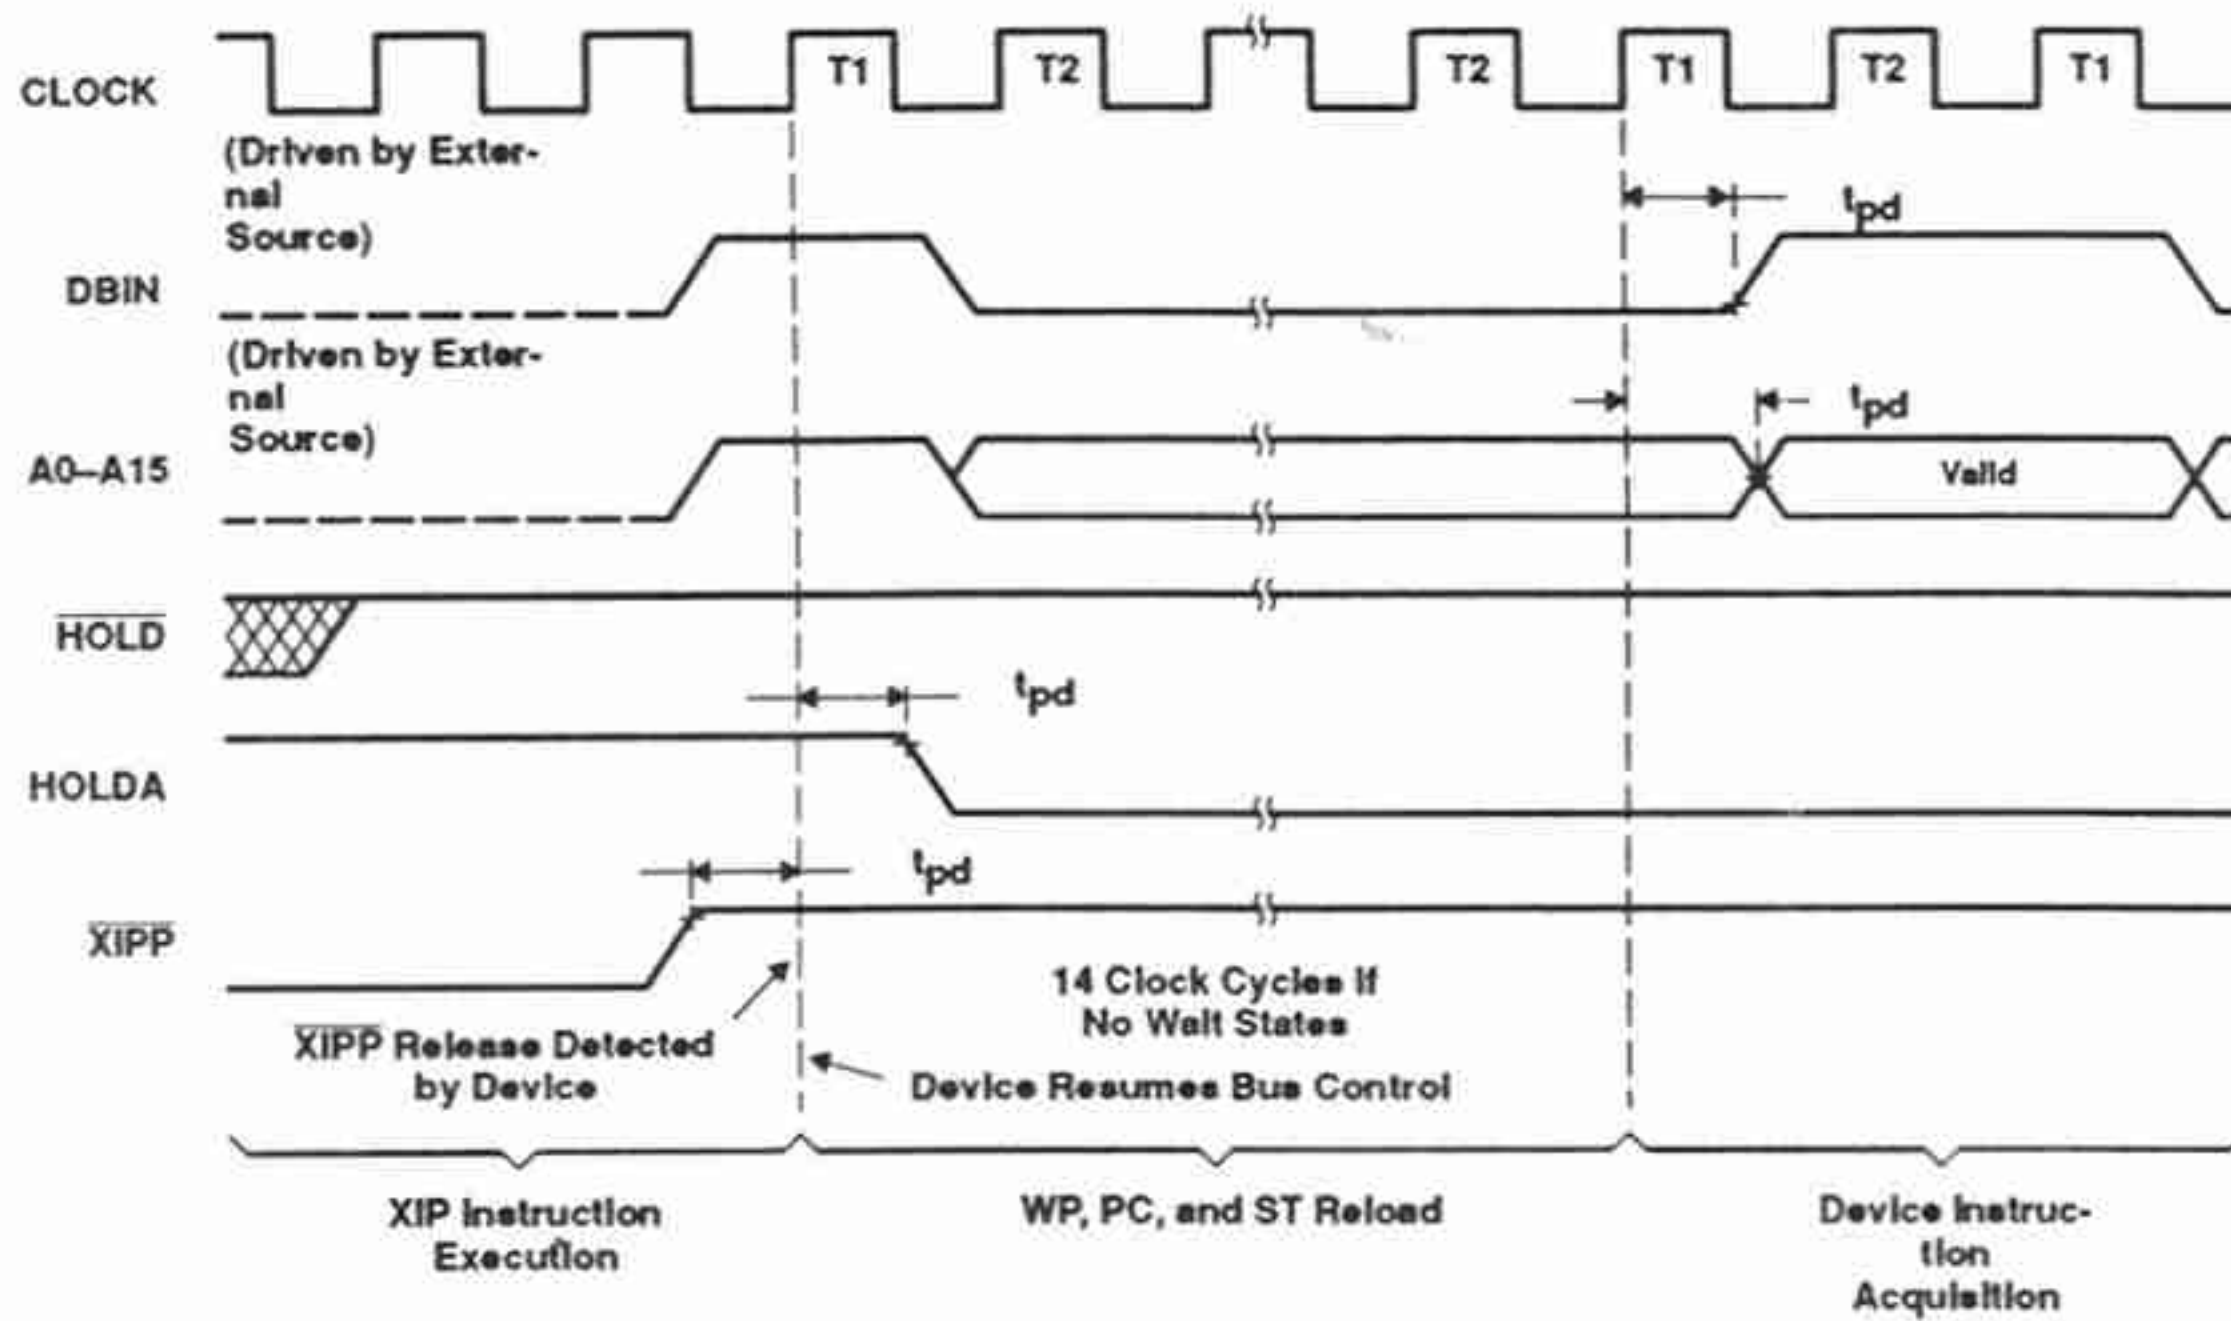 T1
T2
T2
T1
T2
T1
CLOCK
(Driven by Exter-
nal
Source)
tpd
DBIN
(Driven by Exter-
nal
Source)
tpd
A0–A15
Valid
HOLD
tpd
HOLDA
tpd
XIPP
14 Clock Cycles If
No Wait States
XIPP Release Detected
by Device
Device Resumes Bus Control
XIP Instruction
Execution
WP, PC, and ST Reload
Device Instruc-
tion
Acquisition